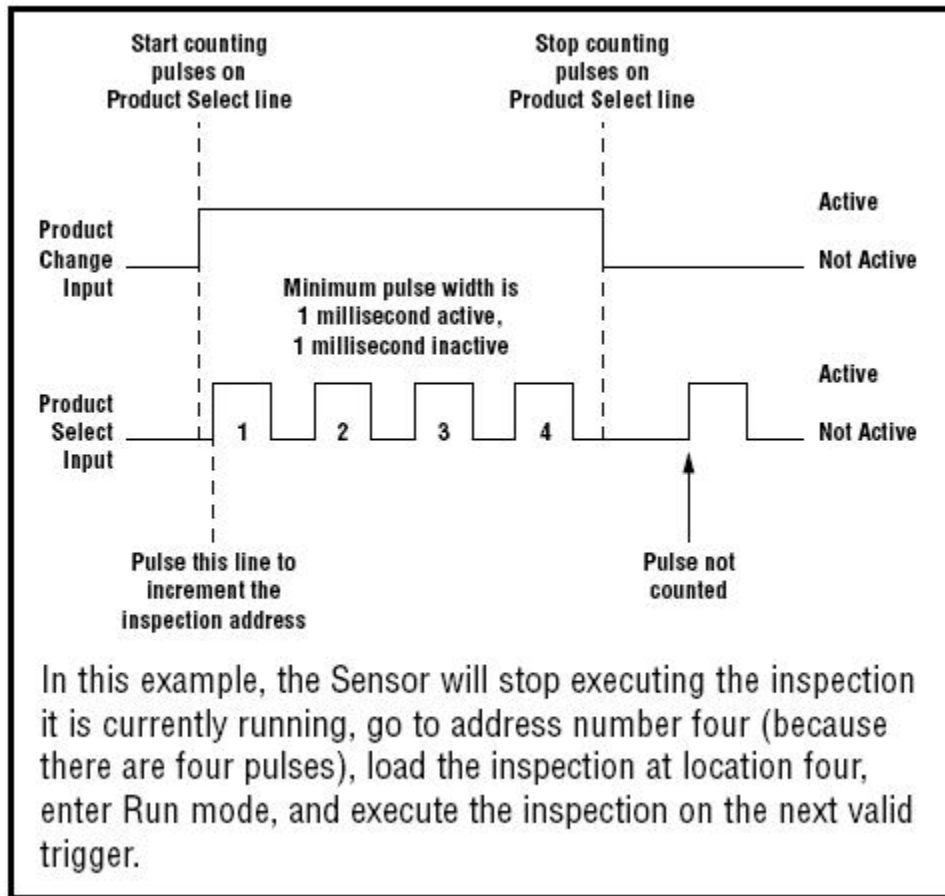 Start counting
pulses on
Product Select line
Stop counting
pulses on
Product Select line
Product
Change
Input
Active
Not Active
Minimum pulse width is
1 millisecond active,
1 millisecond inactive
Product
Select
Input
1
2
3
4
Active
Not Active
Pulse this line to
increment the
inspection address
Pulse not
counted
In this example, the Sensor will stop executing the inspection
it is currently running, go to address number four (because
there are four pulses), load the inspection at location four,
enter Run mode, and execute the inspection on the next valid
trigger.